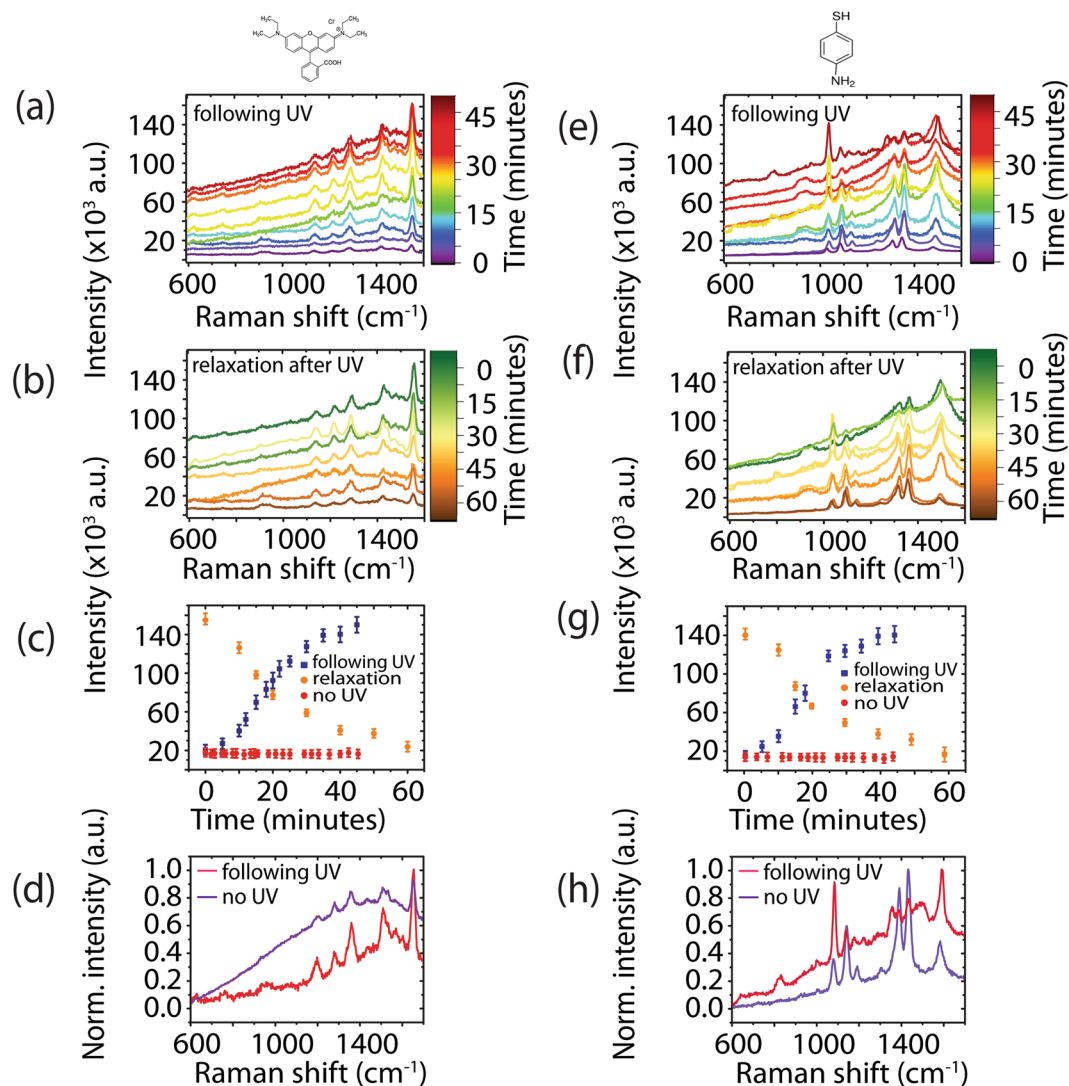 Cl-
H3C
CH3
H3C
N
O
N
⊕
CH3
COOH
SH
NH2
(a)
following UV
140
100
60
20
600
1000
1400
Raman shift (cm-1)
Intensity (x10³ a.u.)
45
30
15
0
Time (minutes)
(e)
following UV
140
100
60
20
600
1000
1400
Raman shift (cm-1)
Intensity (x10³ a.u.)
45
30
15
0
Time (minutes)
(b)
relaxation after UV
140
100
60
20
600
1000
1400
Raman shift (cm-1)
Intensity (x10³ a.u.)
0
15
30
45
60
Time (minutes)
(f)
relaxation after UV
140
100
60
20
600
1000
1400
Raman shift (cm-1)
Intensity (x10³ a.u.)
0
15
30
45
60
Time (minutes)
(c)
140
100
60
20
following UV
relaxation
no UV
0
20
40
60
Time (minutes)
(g)
140
100
60
20
following UV
relaxation
no UV
0
20
40
60
Time (minutes)
(d)
Norm. intensity (a.u.)
1.0
0.8
0.6
0.4
0.2
0.0
following UV
no UV
600
1000
1400
Raman shift (cm-1)
(h)
Norm. intensity (a.u.)
1.0
0.8
0.6
0.4
0.2
0.0
following UV
no UV
600
1000
1400
Raman shift (cm-1)